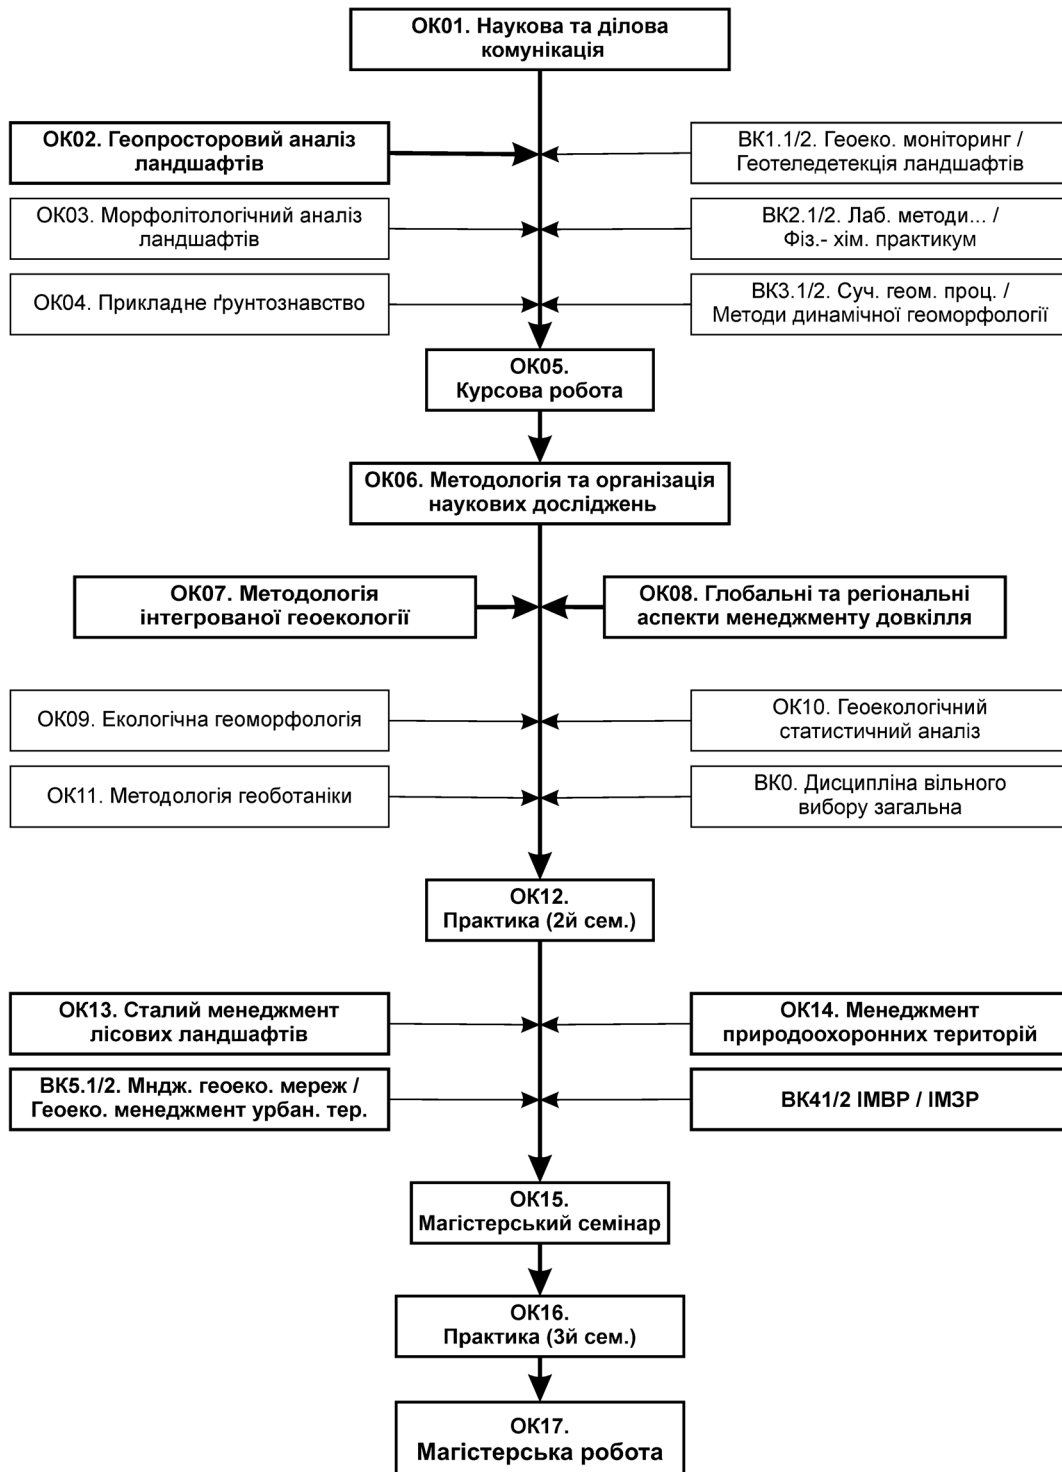 ОК01. Наукова та ділова
комунікація
ОК02. Геопросторовий аналіз
ландшафтів
ВК1.1/2. Геоеко. моніторинг /
Геотеледетекція ландшафтів
ОК03. Морфолітологічний аналіз
ландшафтів
ВК2.1/2. Лаб. методи... /
Фіз.- хім. практикум
ОК04. Прикладне ґрунтознавство
ВК3.1/2. Суч. геом. проц. /
Методи динамічної геоморфології
ОК05.
Курсова робота
ОК06. Методологія та організація
наукових досліджень
ОК07. Методологія
інтегрованої геоекології
ОК08. Глобальні та регіональні
аспекти менеджменту довкілля
ОК09. Екологічна геоморфологія
ОК10. Геоекологічний
статистичний аналіз
ОК11. Методологія геоботаніки
ВК0. Дисципліна вільного
вибору загальна
ОК12.
Практика (2й сем.)
ОК13. Сталий менеджмент
лісових ландшафтів
ОК14. Менеджмент
природоохоронних територій
ВК5.1/2. Мндж. геоеко. мереж /
Геоеко. менеджмент урбан. тер.
ВК41/2 ІМВР / ІМЗР
ОК15.
Магістерський семінар
ОК16.
Практика (3й сем.)
ОК17.
Магістерська робота